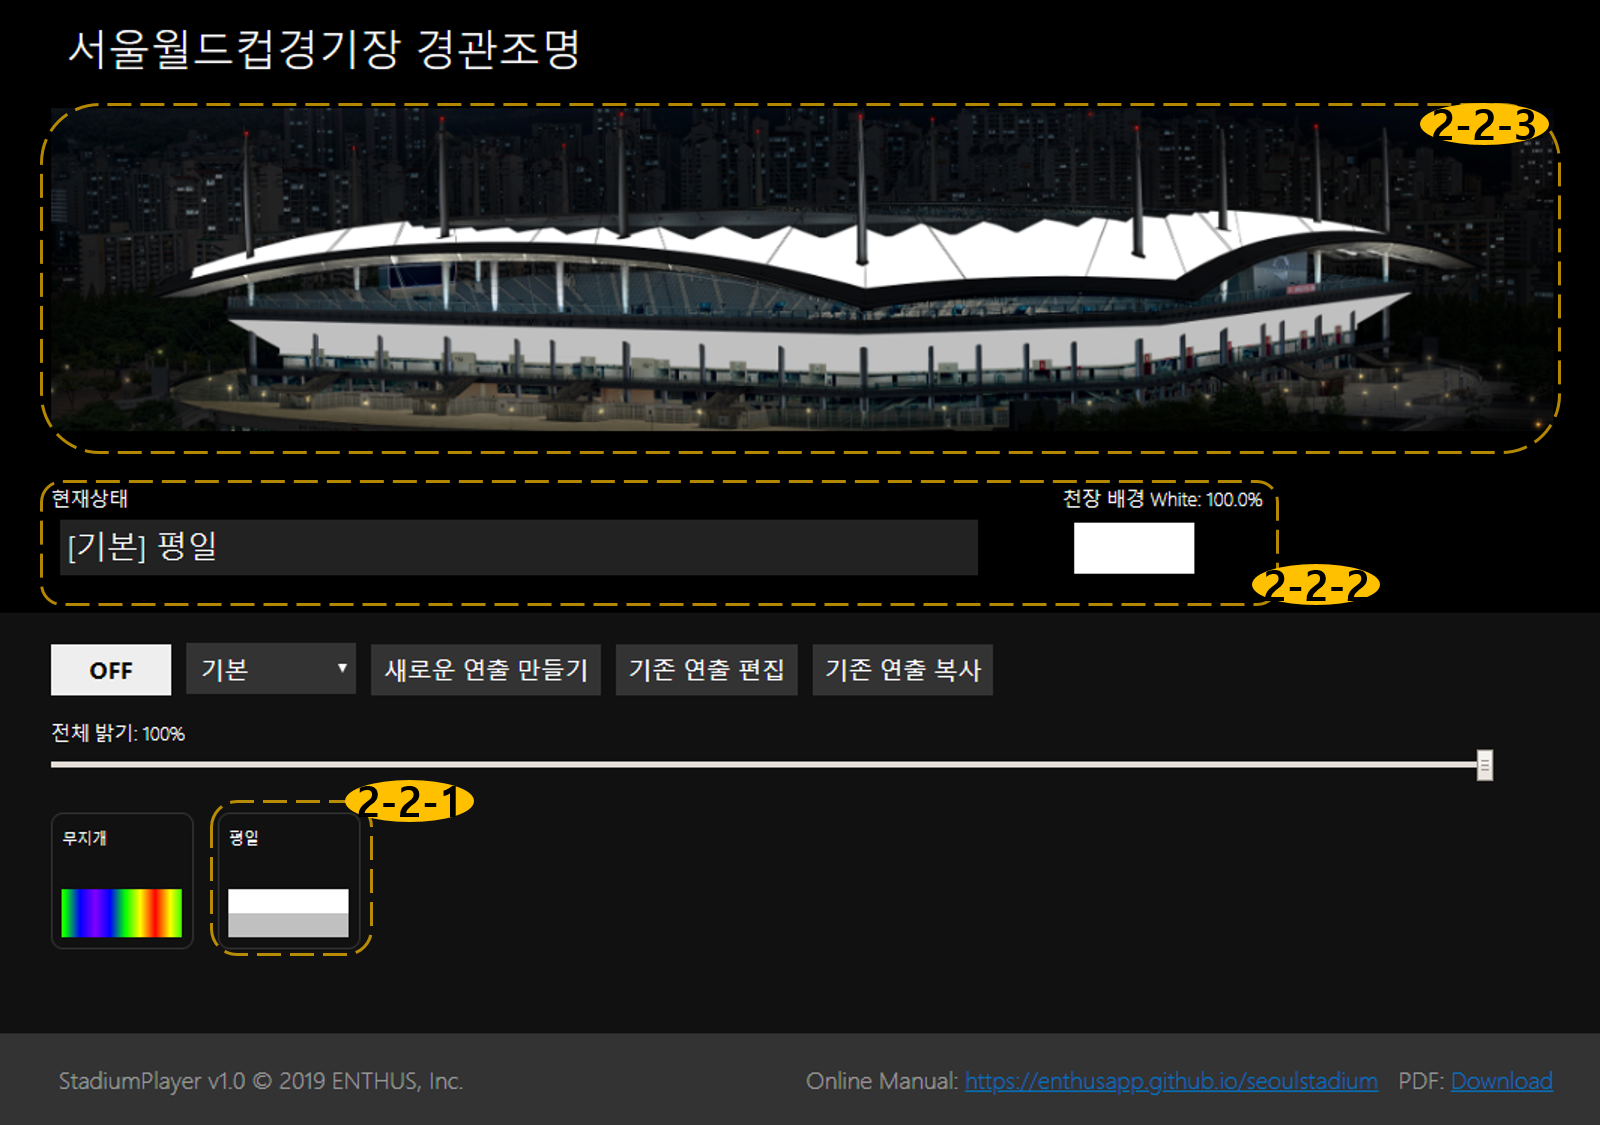 서울월드컵경기장 경관조명
2-2-3
현재상태
천장 배경 White: 100.0%
[기본] 평일
2-2-2
OFF
기본
새로운 연출 만들기
기존 연출 편집
기존 연출 복사
전체 밝기: 100%
2-2-1
무지개
평일
StadiumPlayer v1.0 © 2019 ENTHUS, Inc.
Online Manual: https://enthusapp.github.io/seoulstadium PDF: Download